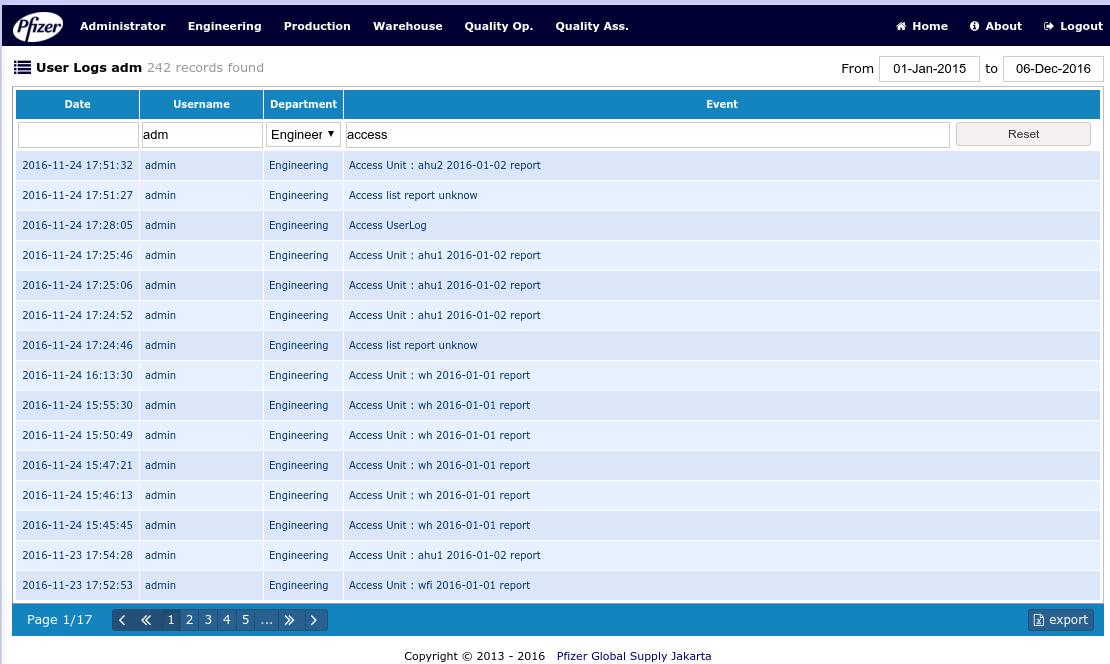 Pfizer Administrator Engineering Production Warehouse Quality Op. Quality Ass. Home About Logout
User Logs adm 242 records found From 01-Jan-2015 to 06-Dec-2016
Date Username Department Event
adm Engineer access Reset
2016-11-24 17:51:32 admin Engineering Access Unit : ahu2 2016-01-02 report
2016-11-24 17:51:27 admin Engineering Access list report unknow
2016-11-24 17:28:05 admin Engineering Access UserLog
2016-11-24 17:25:46 admin Engineering Access Unit : ahu1 2016-01-02 report
2016-11-24 17:25:06 admin Engineering Access Unit : ahu1 2016-01-02 report
2016-11-24 17:24:52 admin Engineering Access Unit : ahu1 2016-01-02 report
2016-11-24 17:24:46 admin Engineering Access list report unknow
2016-11-24 16:13:30 admin Engineering Access Unit : wh 2016-01-01 report
2016-11-24 15:55:30 admin Engineering Access Unit : wh 2016-01-01 report
2016-11-24 15:50:49 admin Engineering Access Unit : wh 2016-01-01 report
2016-11-24 15:47:21 admin Engineering Access Unit : wh 2016-01-01 report
2016-11-24 15:46:13 admin Engineering Access Unit : wh 2016-01-01 report
2016-11-24 15:45:45 admin Engineering Access Unit : wh 2016-01-01 report
2016-11-23 17:54:28 admin Engineering Access Unit : ahu1 2016-01-02 report
2016-11-23 17:52:53 admin Engineering Access Unit : wfi 2016-01-01 report
Page 1/17 1 2 3 4 5 ... export
Copyright © 2013 - 2016 Pfizer Global Supply Jakarta